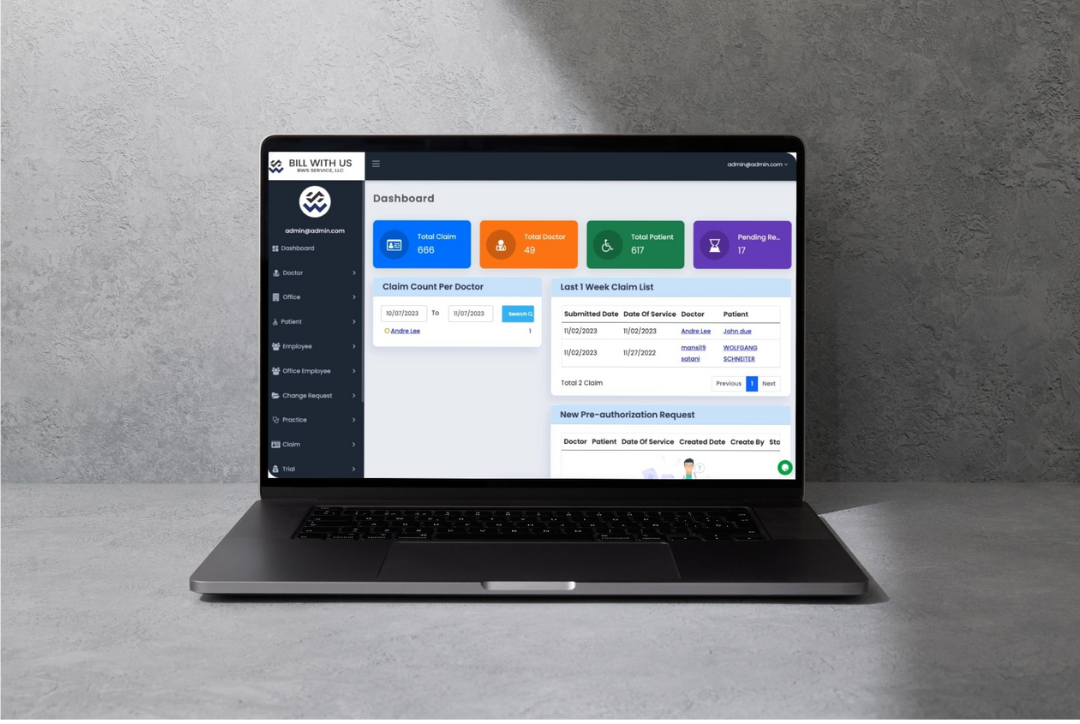 BILL WITH US
BWS SERVICE, LLC
admin@admin.com
admin@admin.com
Dashboard
Doctor
Office
Patient
Employee
Office Employee
Change Request
Practice
Claim
Trial
Dashboard
Total Claim
666
Total Doctor
49
Total Patient
617
Pending Re...
17
Claim Count Per Doctor
10/07/2023 To 11/07/2023 Search
Andre Lee 1
Last 1 Week Claim List
Submitted Date Date Of Service Doctor Patient
11/02/2023 11/02/2023 Andre Lee John due
11/02/2023 11/27/2022 mansi19 satani WOLFGANG SCHNEITER
Total 2 Claim Previous 1 Next
New Pre-authorization Request
Doctor Patient Date Of Service Created Date Create By Sta